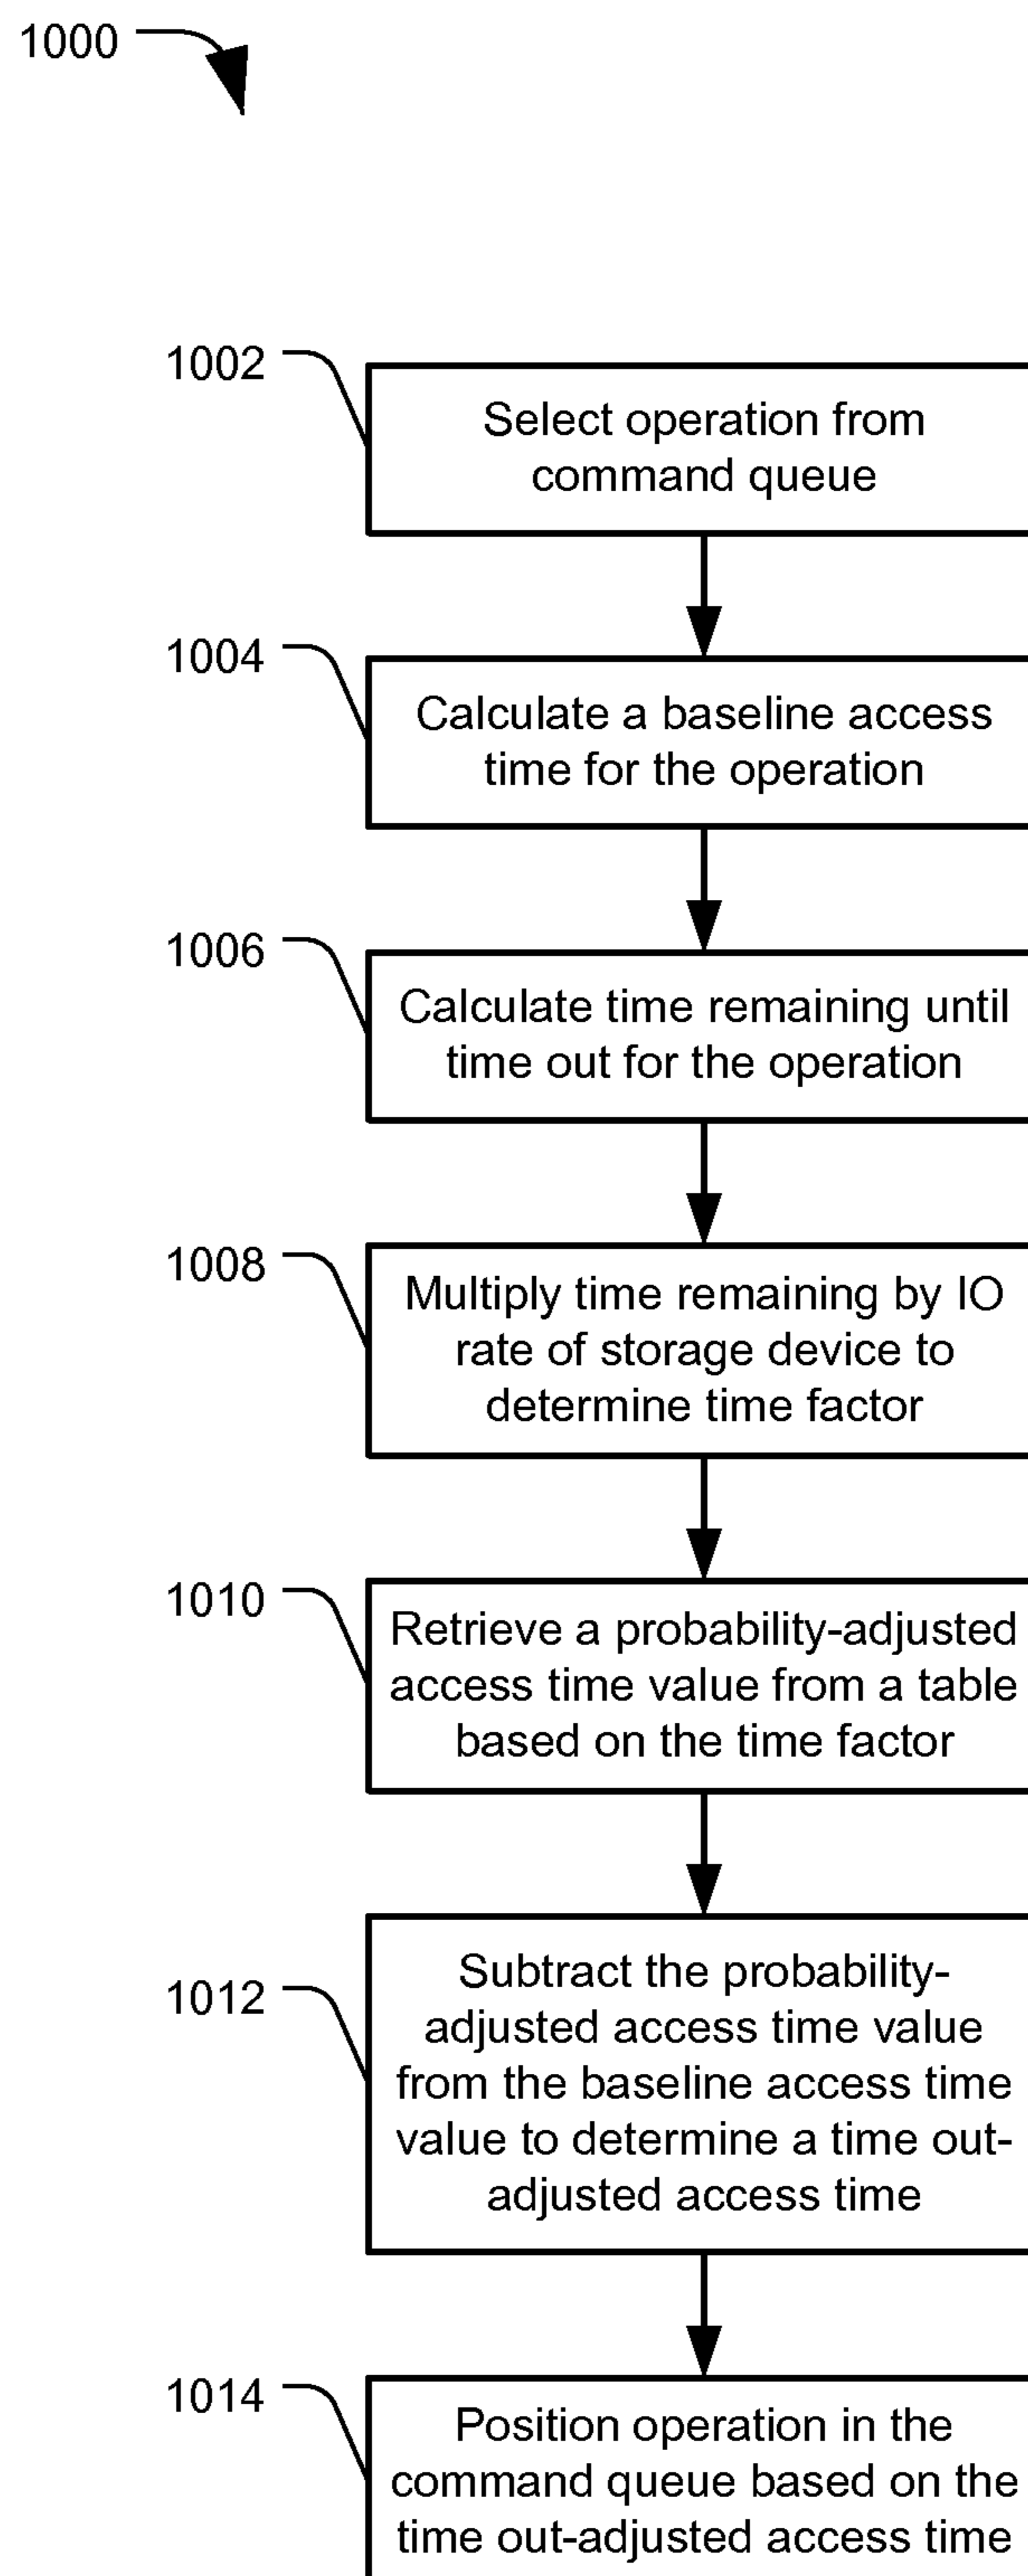 1000
1002
Select operation from
command queue
1004
Calculate a baseline access
time for the operation
1006
Calculate time remaining until
time out for the operation
1008
Multiply time remaining by IO
rate of storage device to
determine time factor
1010
Retrieve a probability-adjusted
access time value from a table
based on the time factor
1012
Subtract the probability-
adjusted access time value
from the baseline access time
value to determine a time out-
adjusted access time
1014
Position operation in the
command queue based on the
time out-adjusted access time